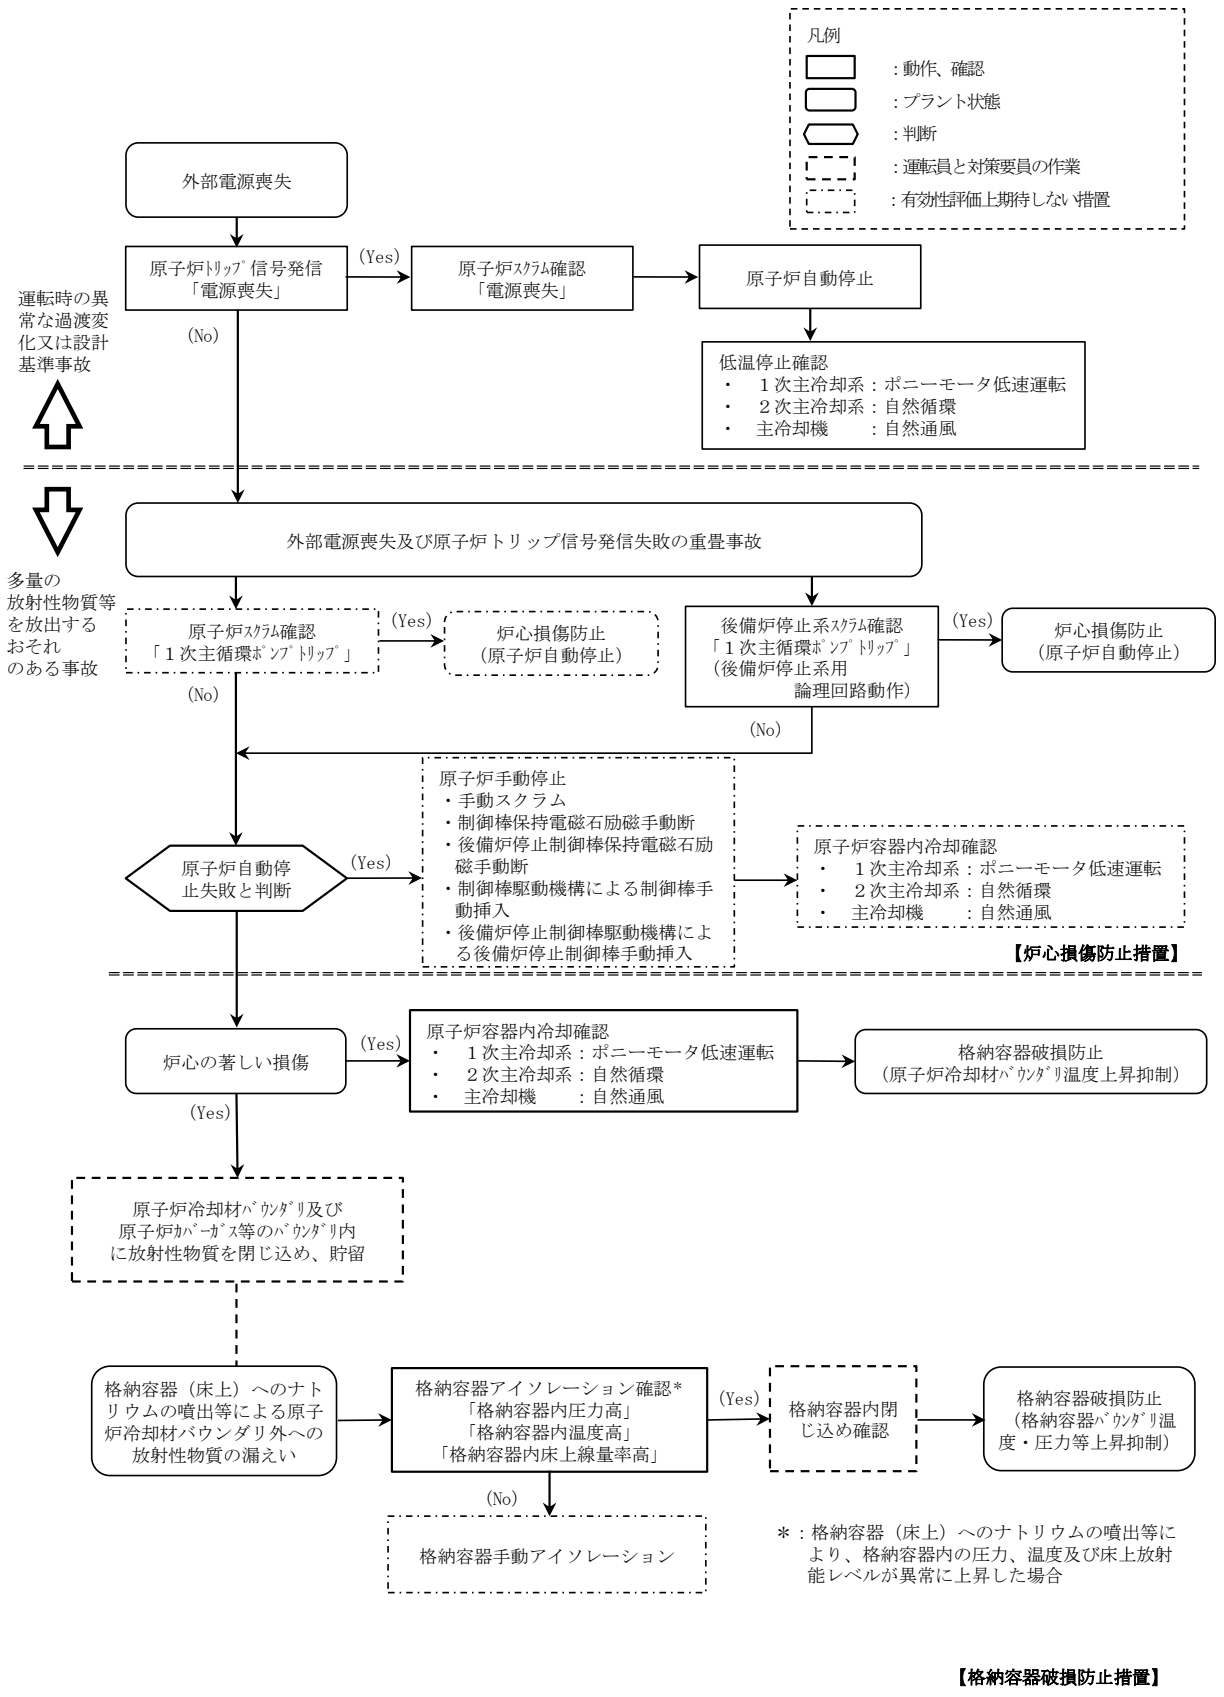 凡例
：動作、確認
：プラント状態
：判断
：運転員と対策要員の作業
：有効性評価上期待しない措置
外部電源喪失
原子炉ﾄﾘｯﾌﾟ信号発信
「電源喪失」
(Yes)
原子炉ｽｸﾗﾑ確認
「電源喪失」
原子炉自動停止
(No)
運転時の異
常な過渡変
化又は設計
基準事故
低温停止確認
・　１次主冷却系：ポニーモータ低速運転
・　２次主冷却系：自然循環
・　主冷却機　　：自然通風
外部電源喪失及び原子炉トリップ信号発信失敗の重畳事故
多量の
放射性物質等
を放出する
おそれ
のある事故
原子炉ｽｸﾗﾑ確認
「１次主循環ﾎﾟﾝﾌﾟﾄﾘｯﾌﾟ」
(Yes)
炉心損傷防止
（原子炉自動停止）
後備炉停止系ｽｸﾗﾑ確認
「１次主循環ﾎﾟﾝﾌﾟﾄﾘｯﾌﾟ」
（後備炉停止系用
論理回路動作）
(Yes)
炉心損傷防止
（原子炉自動停止）
(No)
(No)
原子炉手動停止
・手動スクラム
・制御棒保持電磁石励磁手動断
・後備炉停止制御棒保持電磁石励
磁手動断
・制御棒駆動機構による制御棒手
動挿入
・後備炉停止制御棒駆動機構によ
る後備炉停止制御棒手動挿入
原子炉自動停
止失敗と判断
(Yes)
原子炉容器内冷却確認
・　１次主冷却系：ポニーモータ低速運転
・　２次主冷却系：自然循環
・　主冷却機　　：自然通風
【炉心損傷防止措置】
炉心の著しい損傷
(Yes)
原子炉容器内冷却確認
・　１次主冷却系：ポニーモータ低速運転
・　２次主冷却系：自然循環
・　主冷却機　　：自然通風
格納容器破損防止
（原子炉冷却材ﾊﾞｳﾝﾀﾞﾘ温度上昇抑制）
(Yes)
原子炉冷却材ﾊﾞｳﾝﾀﾞﾘ及び
原子炉ｶﾊﾞｰｶﾞｽ等のﾊﾞｳﾝﾀﾞﾘ内
に放射性物質を閉じ込め、貯留
格納容器（床上）へのナト
リウムの噴出等による原子
炉冷却材バウンダリ外への
放射性物質の漏えい
格納容器アイソレーション確認*
「格納容器内圧力高」
「格納容器内温度高」
「格納容器内床上線量率高」
(Yes)
格納容器内閉
じ込め確認
格納容器破損防止
（格納容器ﾊﾞｳﾝﾀﾞﾘ温
度・圧力等上昇抑制）
(No)
格納容器手動アイソレーション
＊：格納容器（床上）へのナトリウムの噴出等に
より、格納容器内の圧力、温度及び床上放射
能レベルが異常に上昇した場合
【格納容器破損防止措置】